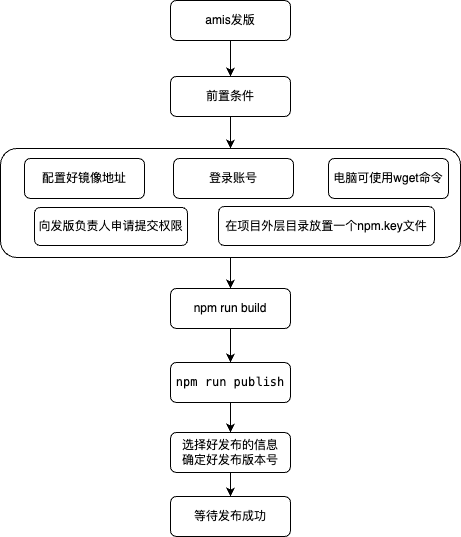 amis发版
前置条件
配置好镜像地址
登录账号
电脑可使用wget命令
向发版负责人申请提交权限
在项目外层目录放置一个npm.key文件
npm run build
npm run publish
选择好发布的信息
确定好发布版本号
等待发布成功